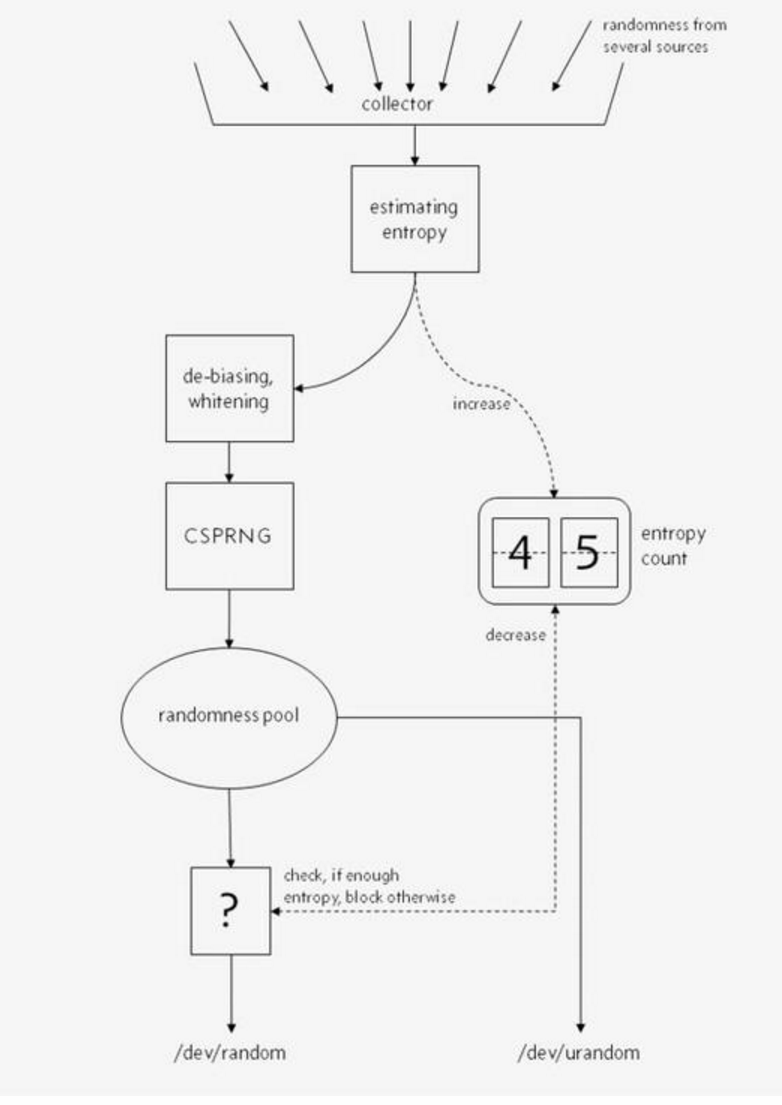 randomness from
several sources
collector
estimating
entropy
de-biasing,
whitening
increase
CSPRNG
4 5
entropy
count
decrease
randomness pool
check, if enough
entropy, block otherwise
?
/dev/random
/dev/urandom